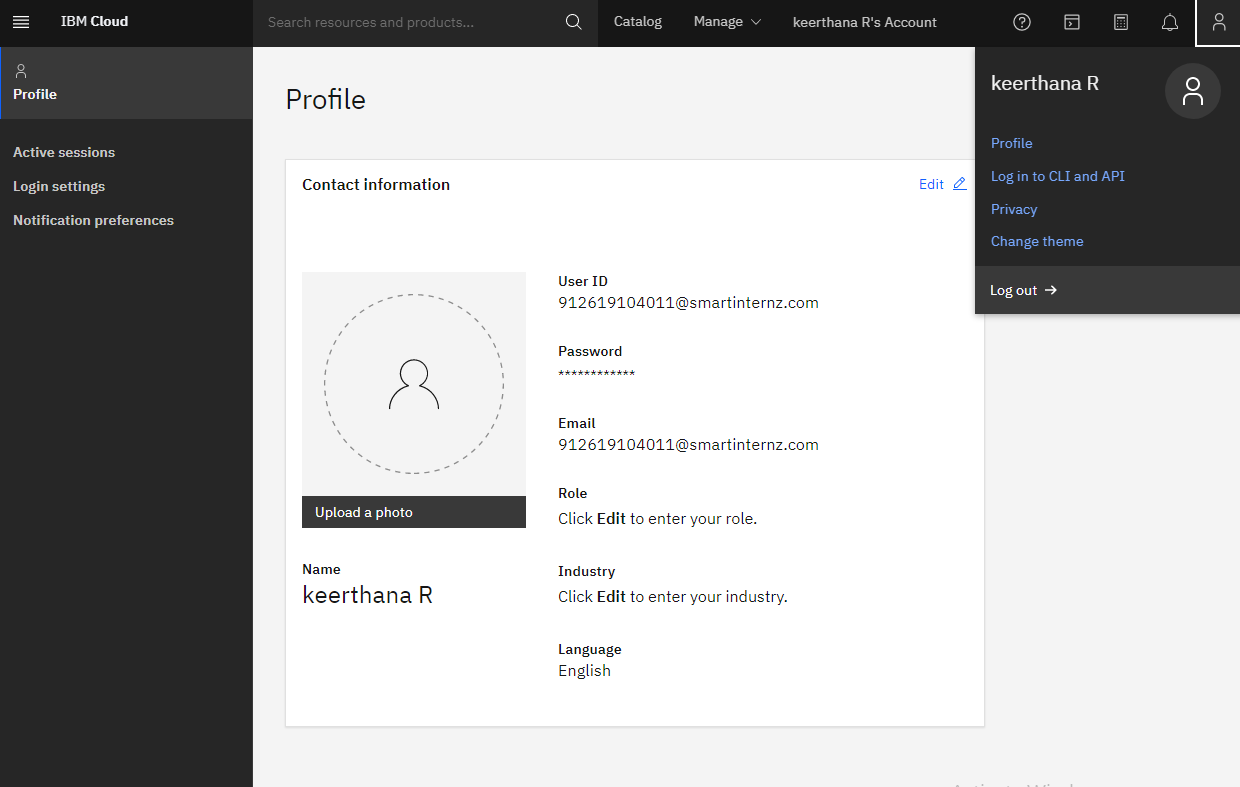 IBM Cloud
Search resources and products...
Catalog
Manage
keerthana R's Account
Profile
Active sessions
Login settings
Notification preferences
Profile
Contact information
Edit
Upload a photo
Name
keerthana R
User ID
912619104011@smartinternz.com
Password
************
Email
912619104011@smartinternz.com
Role
Click Edit to enter your role.
Industry
Click Edit to enter your industry.
Language
English
keerthana R
Profile
Log in to CLI and API
Privacy
Change theme
Log out